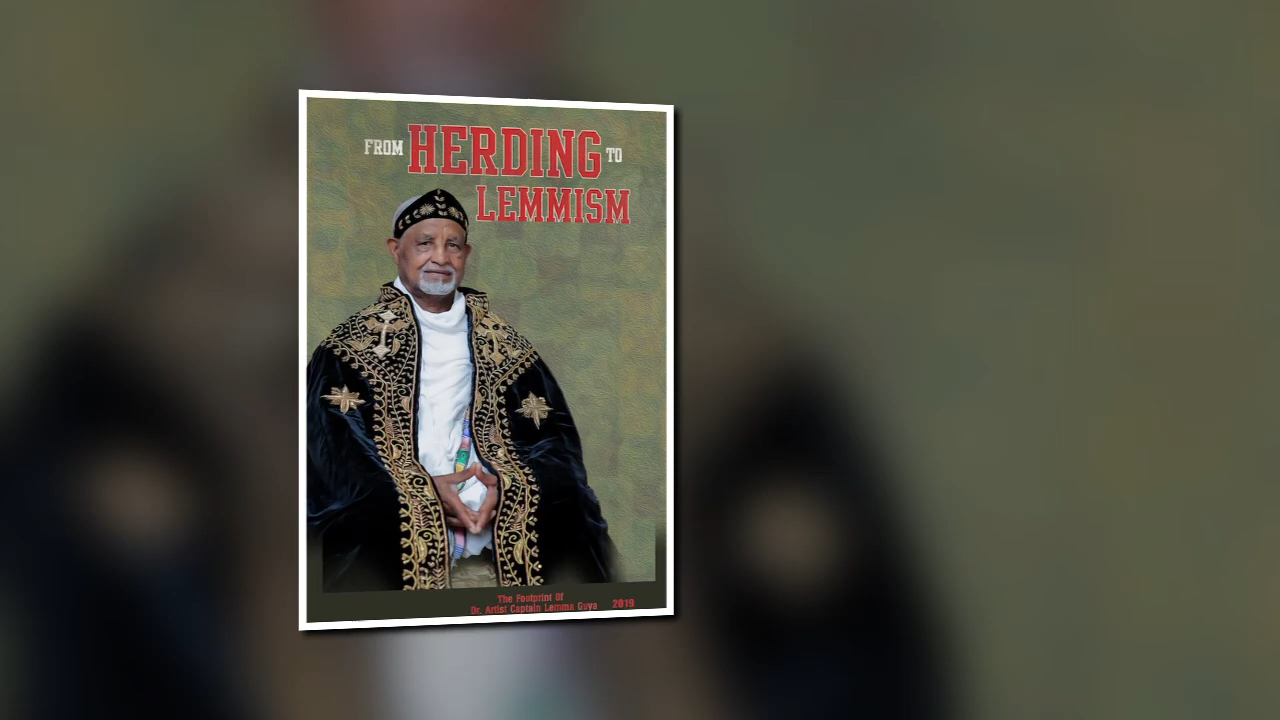 FROM HERDING TO
LEMMISM
The Footprint Of
Dr. Artist Captain Lemma Guya 2019